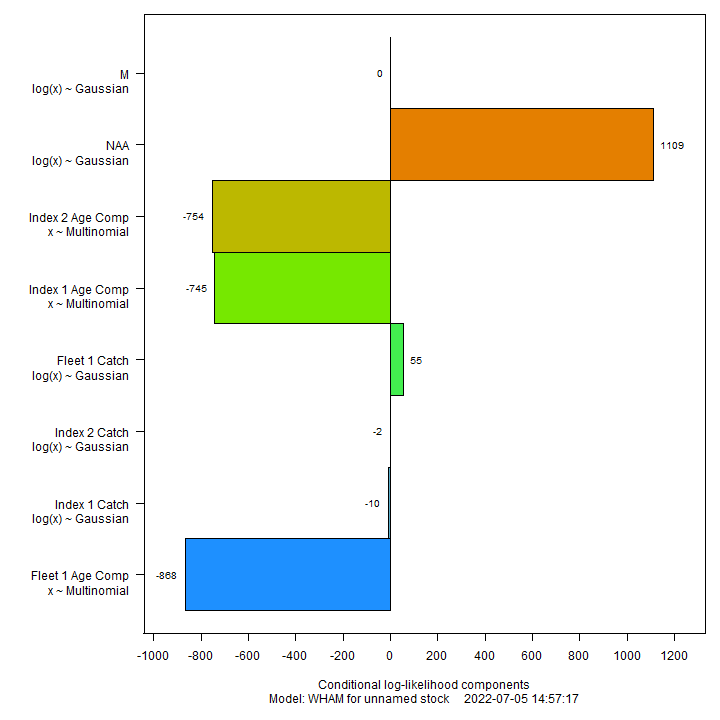 M
log(x) ~ Gaussian
0
NAA
log(x) ~ Gaussian
1109
Index 2 Age Comp
x ~ Multinomial
-754
Index 1 Age Comp
x ~ Multinomial
-745
Fleet 1 Catch
log(x) ~ Gaussian
55
Index 2 Catch
log(x) ~ Gaussian
-2
Index 1 Catch
log(x) ~ Gaussian
-10
Fleet 1 Age Comp
x ~ Multinomial
-868
-1000 -800 -600 -400 -200 0 200 400 600 800 1000 1200
Conditional log-likelihood components
Model: WHAM for unnamed stock 2022-07-05 14:57:17